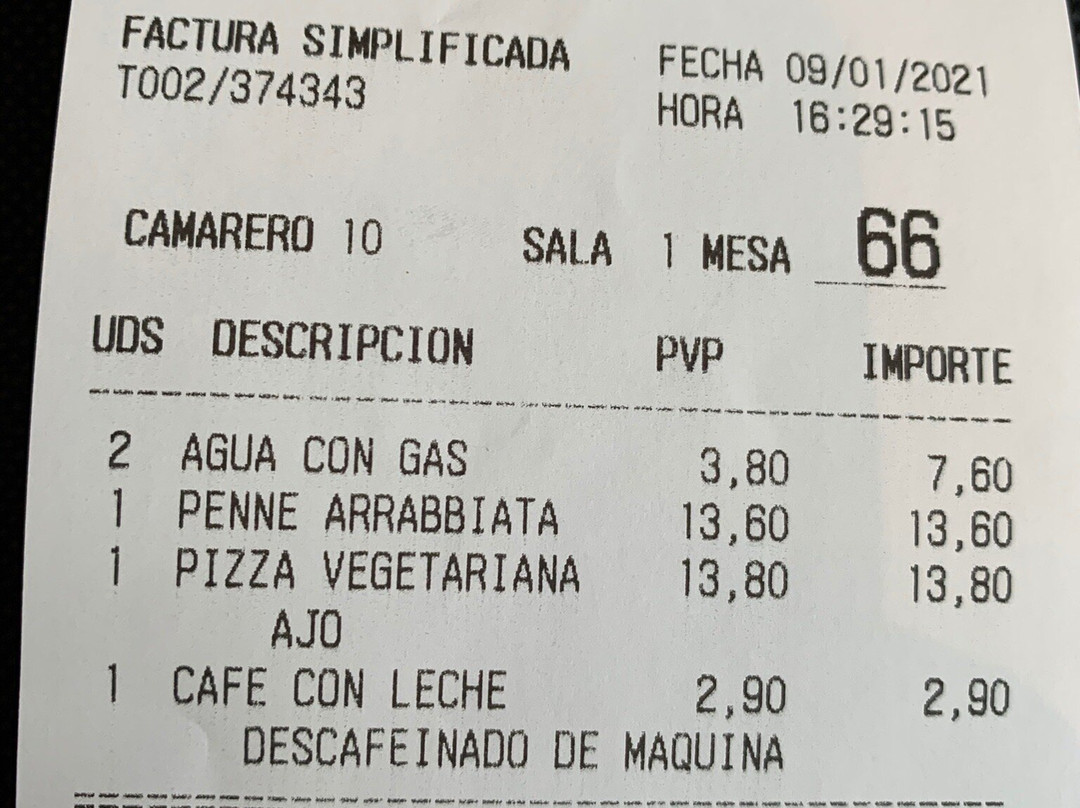 FACTURA SIMPLIFICADA FECHA 09/01/2021
T002/374343 HORA 16:29:15
CAMARERO 10 SALA 1 MESA 66
UDS DESCRIPCION PVP IMPORTE
2 AGUA CON GAS 3,80 7,60
1 PENNE ARRABBIATA 13,60 13,60
1 PIZZA VEGETARIANA 13,80 13,80
AJO
1 CAFE CON LECHE 2,90 2,90
DESCAFEINADO DE MAQUINA